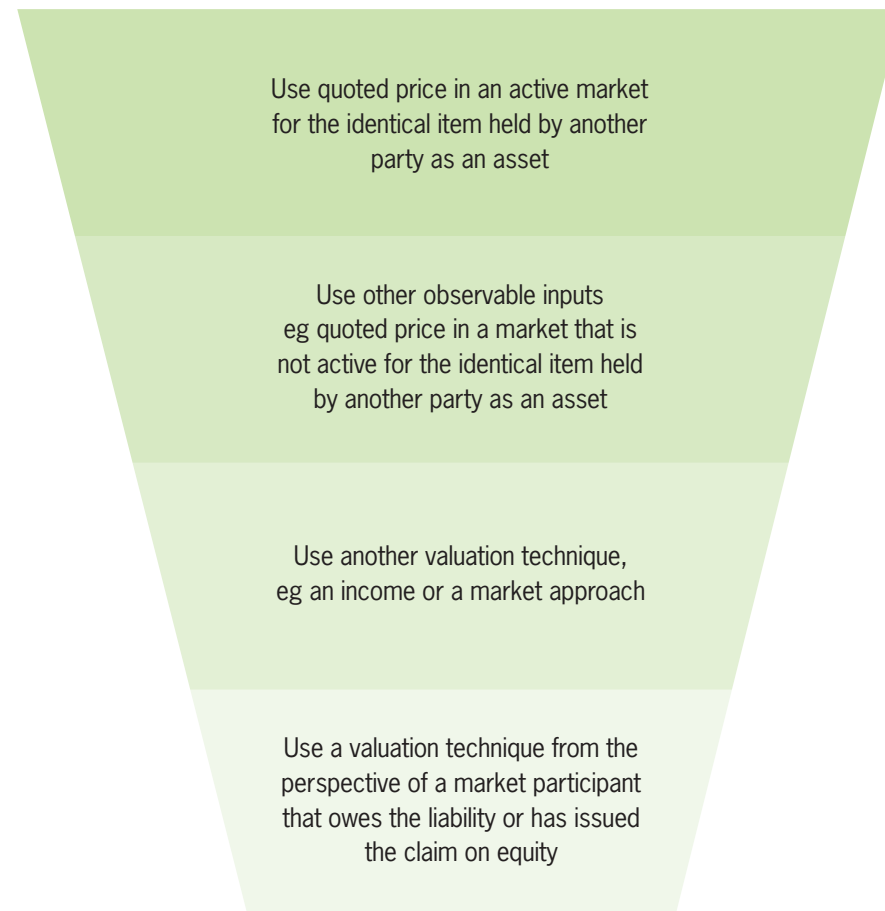 Use quoted price in an active market
for the identical item held by another
party as an asset
Use other observable inputs
eg quoted price in a market that is
not active for the identical item held
by another party as an asset
Use another valuation technique,
eg an income or a market approach
Use a valuation technique from the
perspective of a market participant
that owes the liability or has issued
the claim on equity